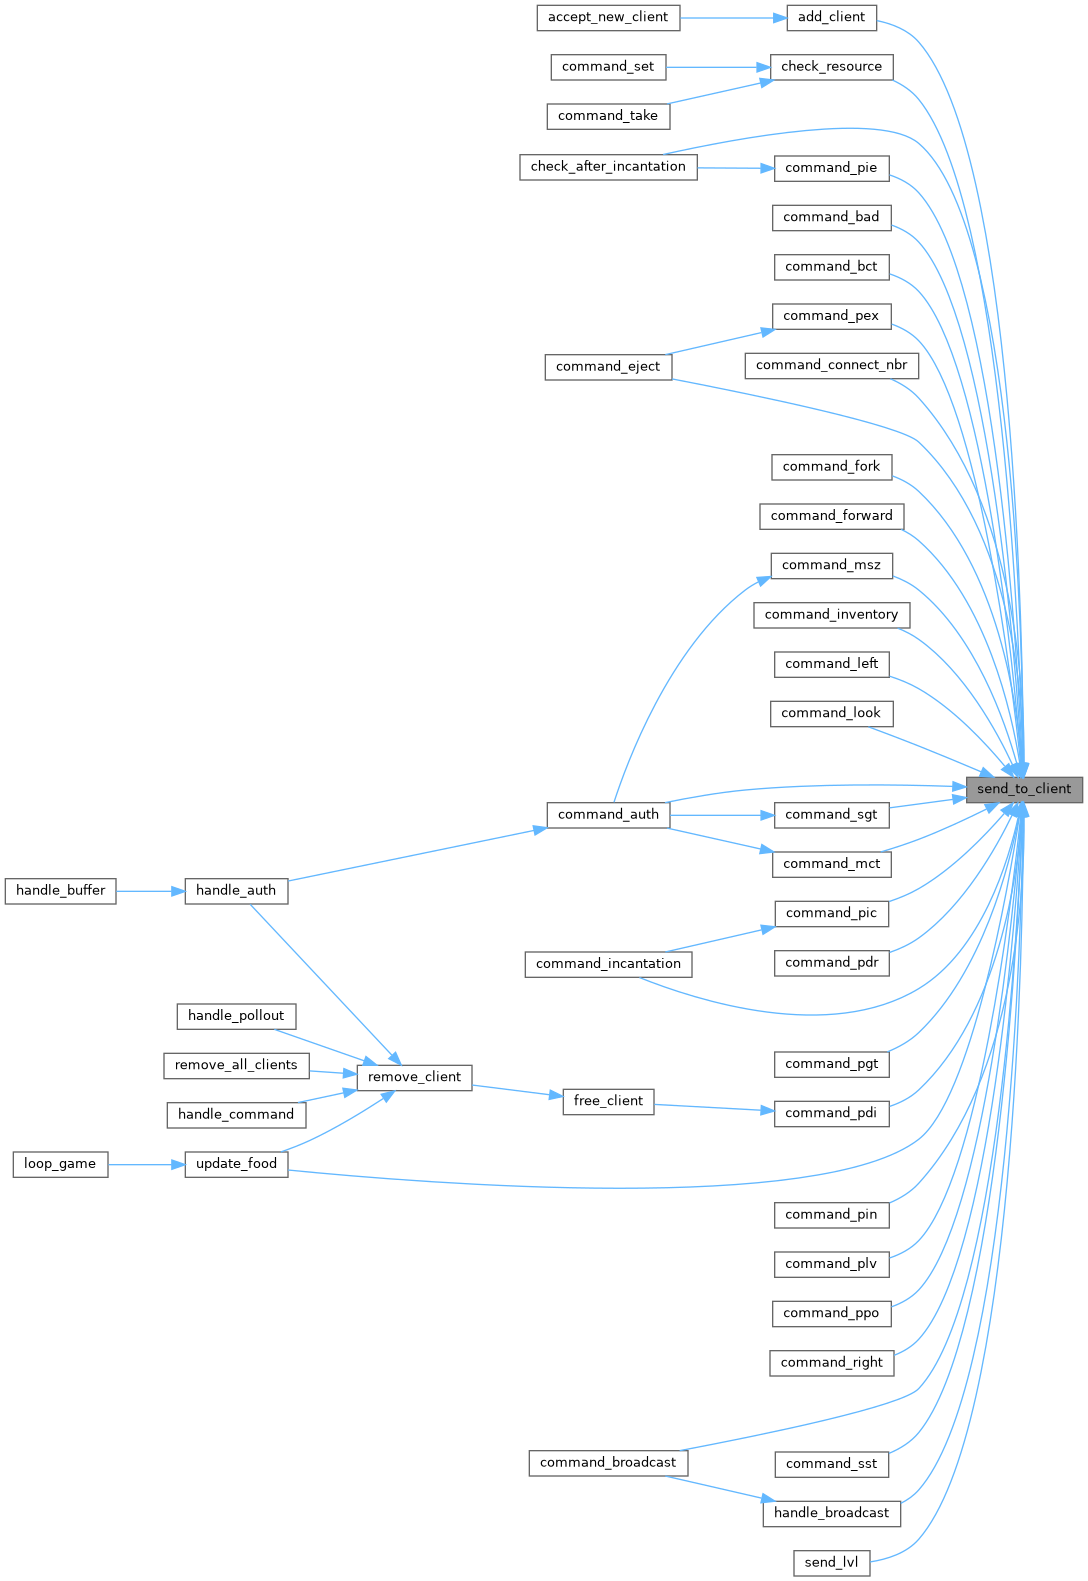 accept_new_client
add_client
command_set
check_resource
command_take
check_after_incantation
command_pie
command_bad
command_bct
command_pex
command_eject
command_connect_nbr
command_fork
command_forward
command_msz
command_inventory
command_left
command_look
send_to_client
command_auth
command_sgt
command_mct
handle_buffer
handle_auth
command_pic
command_incantation
command_pdr
handle_pollout
remove_all_clients
command_pgt
remove_client
handle_command
free_client
command_pdi
loop_game
update_food
command_pin
command_plv
command_ppo
command_right
command_broadcast
command_sst
handle_broadcast
send_lvl